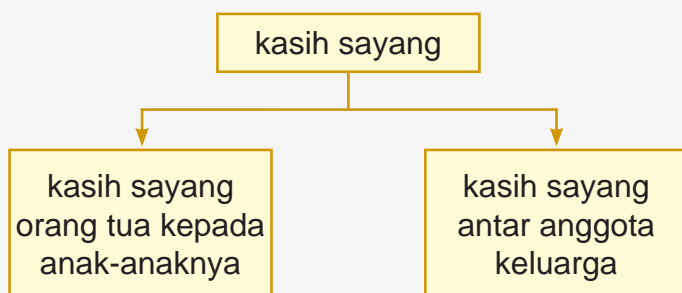 kasih sayang
kasih sayang
orang tua kepada
anak-anaknya
kasih sayang
antar anggota
keluarga